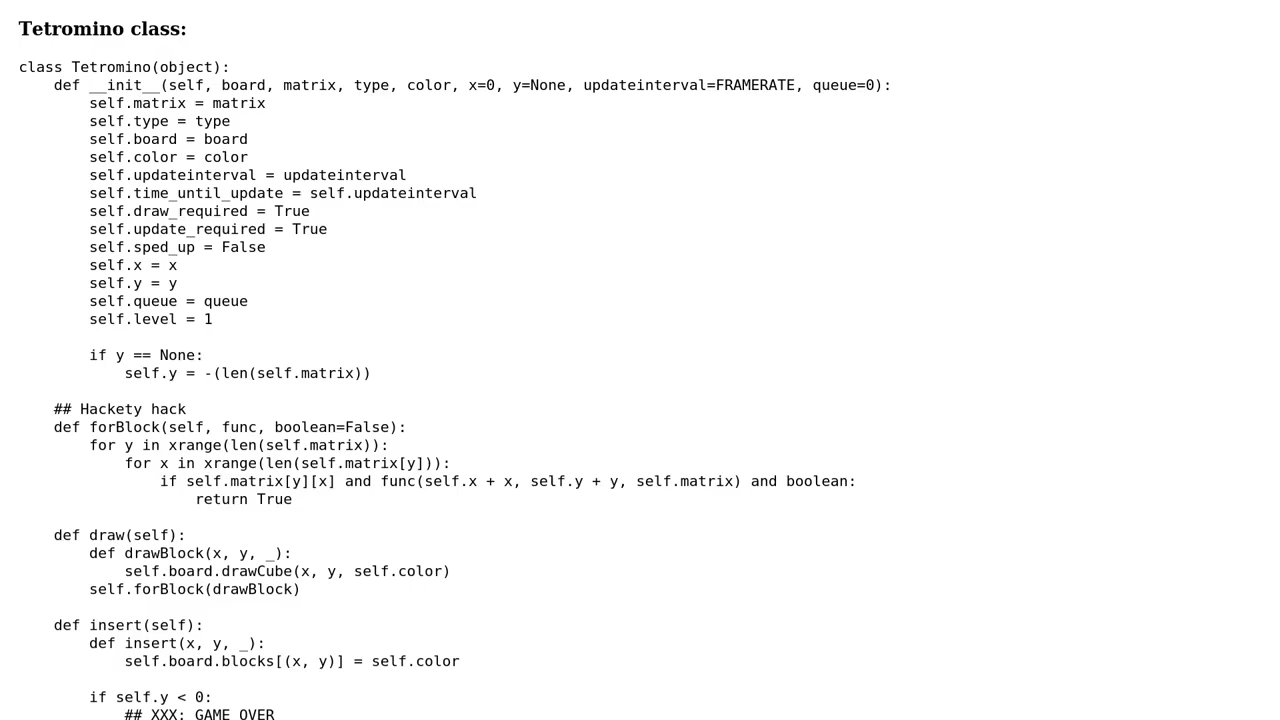 Tetromino class:
class Tetromino(object):
    def __init__(self, board, matrix, type, color, x=0, y=None, updateinterval=FRAMERATE, queue=0):
        self.matrix = matrix
        self.type = type
        self.board = board
        self.color = color
        self.updateinterval = updateinterval
        self.time_until_update = self.updateinterval
        self.draw_required = True
        self.update_required = True
        self.sped_up = False
        self.x = x
        self.y = y
        self.queue = queue
        self.level = 1

        if y == None:
            self.y = -(len(self.matrix))

    ## Hackety hack
    def forBlock(self, func, boolean=False):
        for y in xrange(len(self.matrix)):
            for x in xrange(len(self.matrix[y])):
                if self.matrix[y][x] and func(self.x + x, self.y + y, self.matrix) and boolean:
                    return True

    def draw(self):
        def drawBlock(x, y, _):
            self.board.drawCube(x, y, self.color)
        self.forBlock(drawBlock)

    def insert(self):
        def insert(x, y, _):
            self.board.blocks[(x, y)] = self.color

        if self.y < 0:
            ## XXX: GAME OVER